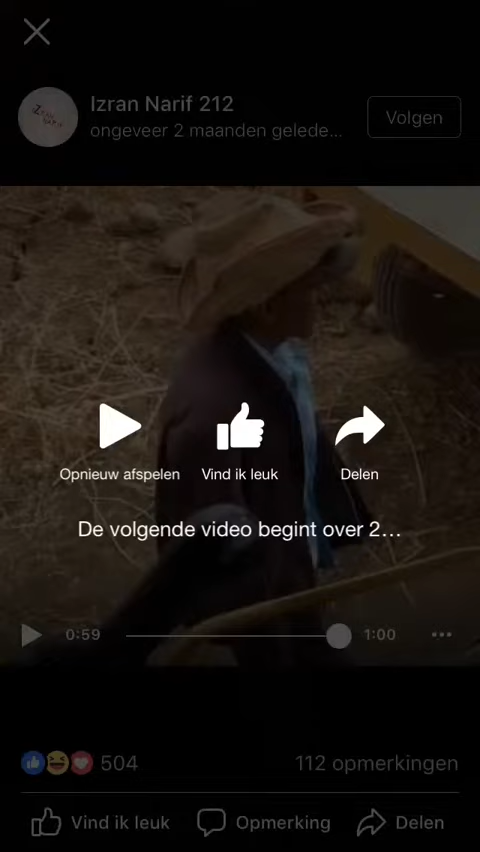 Izran Narif 212
ongeveer 2 maanden gelede...
Volgen
Opnieuw afspelen
Vind ik leuk
Delen
De volgende video begint over 2...
0:59
1:00
504
112 opmerkingen
Vind ik leuk
Opmerking
Delen